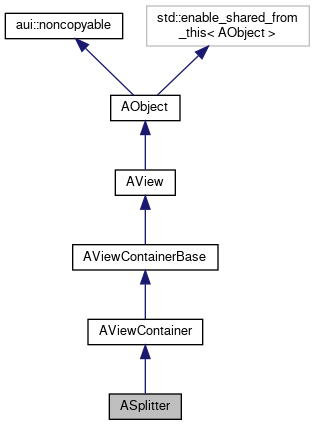 aui::noncopyable
std::enable_shared_from
_this< AObject >
AObject
AView
AViewContainerBase
AViewContainer
ASplitter